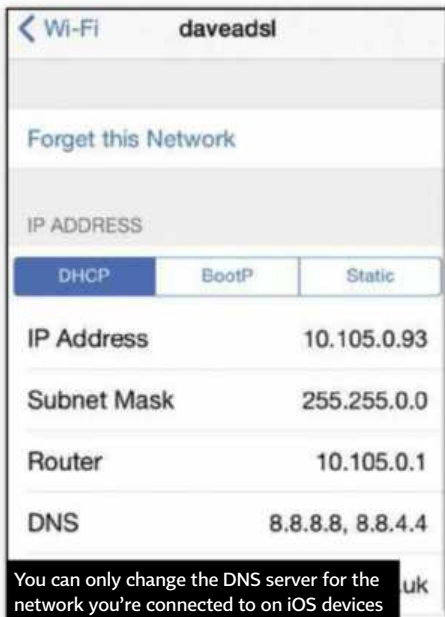 Wi-Fi daveadsl
Forget this Network
IP ADDRESS
DHCP BootP Static
IP Address 10.105.0.93
Subnet Mask 255.255.0.0
Router 10.105.0.1
DNS 8.8.8.8, 8.8.4.4
.uk
You can only change the DNS server for the
network you're connected to on iOS devices